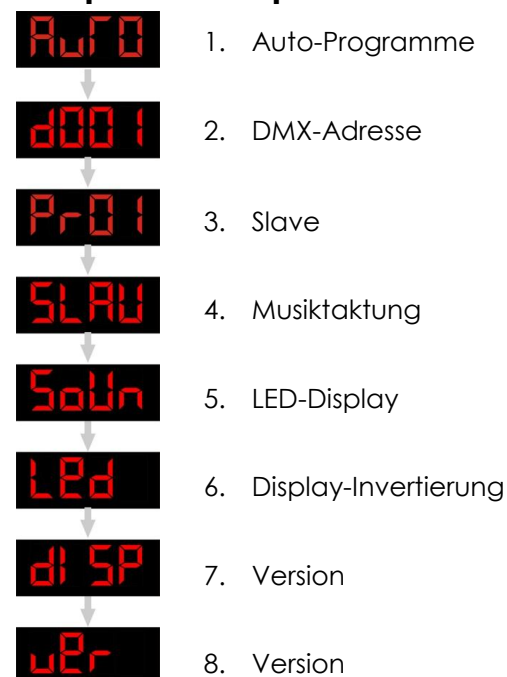 AuTO
1. Auto-Programme
d001
2. DMX-Adresse
Pr01
3. Slave
SLAU
4. Musiktaktung
SoUn
5. LED-Display
LEd
6. Display-Invertierung
dISP
7. Version
vEr
8. Version